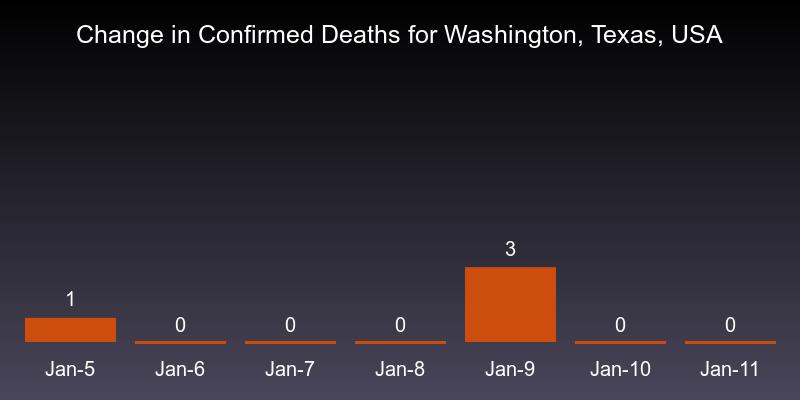 Change in Confirmed Deaths for Washington, Texas, USA
3
1
0 0 0 0 0
Jan-5 Jan-6 Jan-7 Jan-8 Jan-9 Jan-10 Jan-11